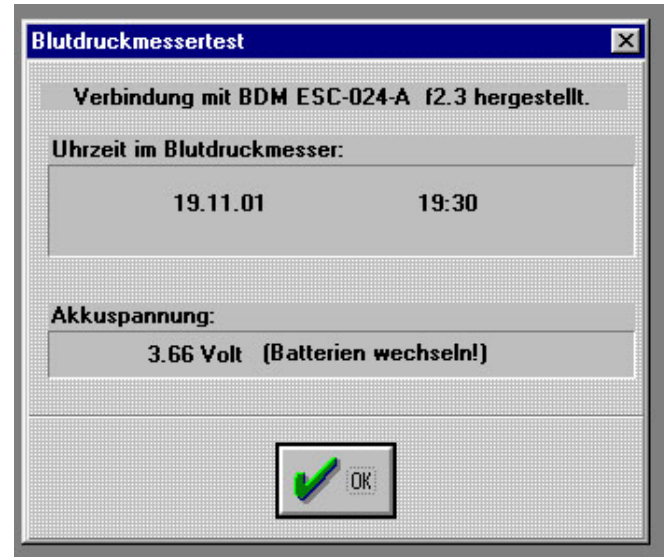 Blutdruckmessertest
Verbindung mit BDM ESC-024-A f2.3 hergestellt.
Uhrzeit im Blutdruckmesser:
19.11.01 19:30
Akkuspannung:
3.66 Volt (Batterien wechseln!)
OK